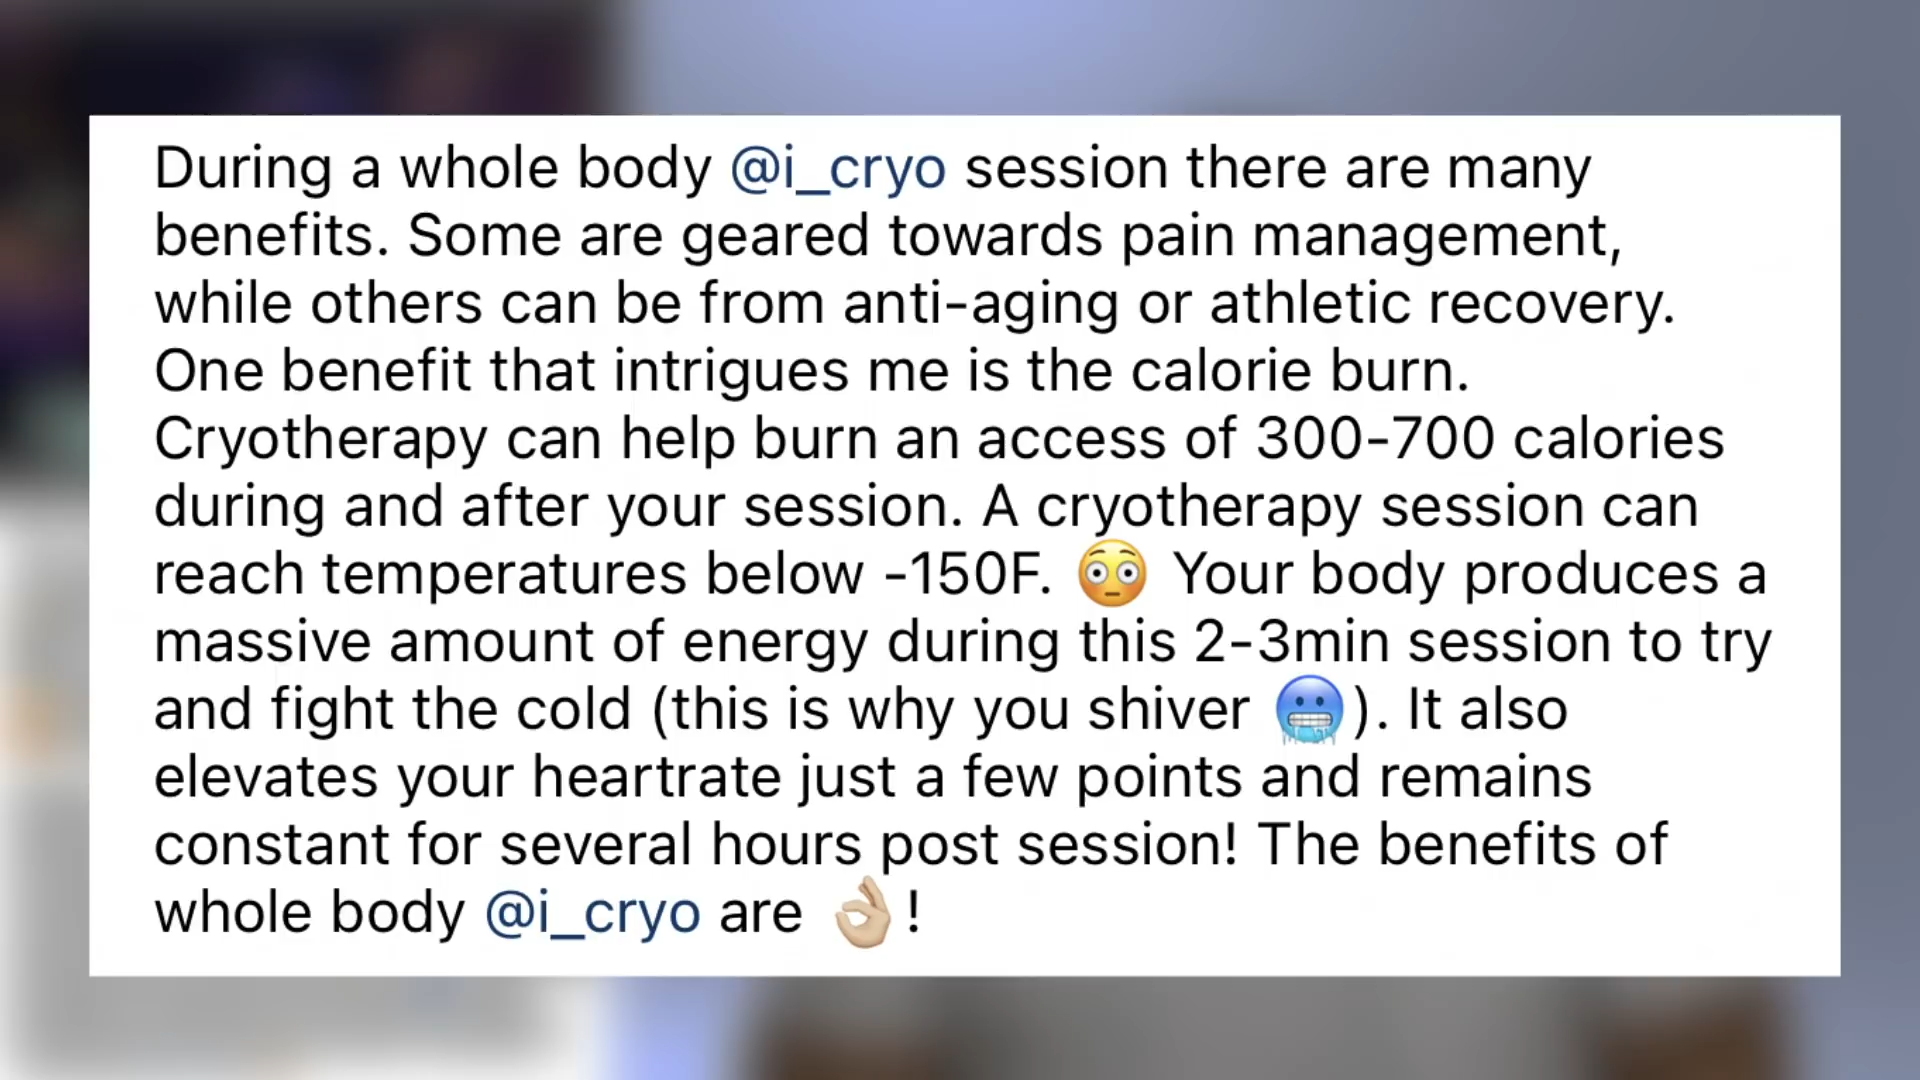 During a whole body @i_cryo session there are many
benefits. Some are geared towards pain management,
while others can be from anti-aging or athletic recovery.
One benefit that intrigues me is the calorie burn.
Cryotherapy can help burn an access of 300-700 calories
during and after your session. A cryotherapy session can
reach temperatures below -150F. 😳 Your body produces a
massive amount of energy during this 2-3min session to try
and fight the cold (this is why you shiver 🥶). It also
elevates your heartrate just a few points and remains
constant for several hours post session! The benefits of
whole body @i_cryo are 👌🏼!